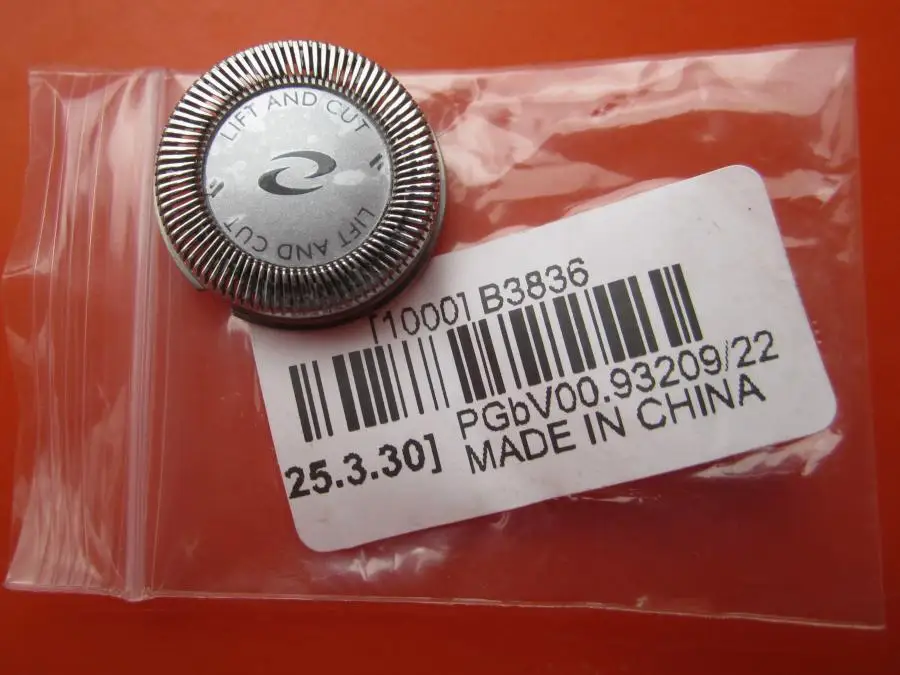 LIFT AND CUT
LIFT AND CUT
[1000] B3836
PGbV00.93209/22
25.3.30] MADE IN CHINA